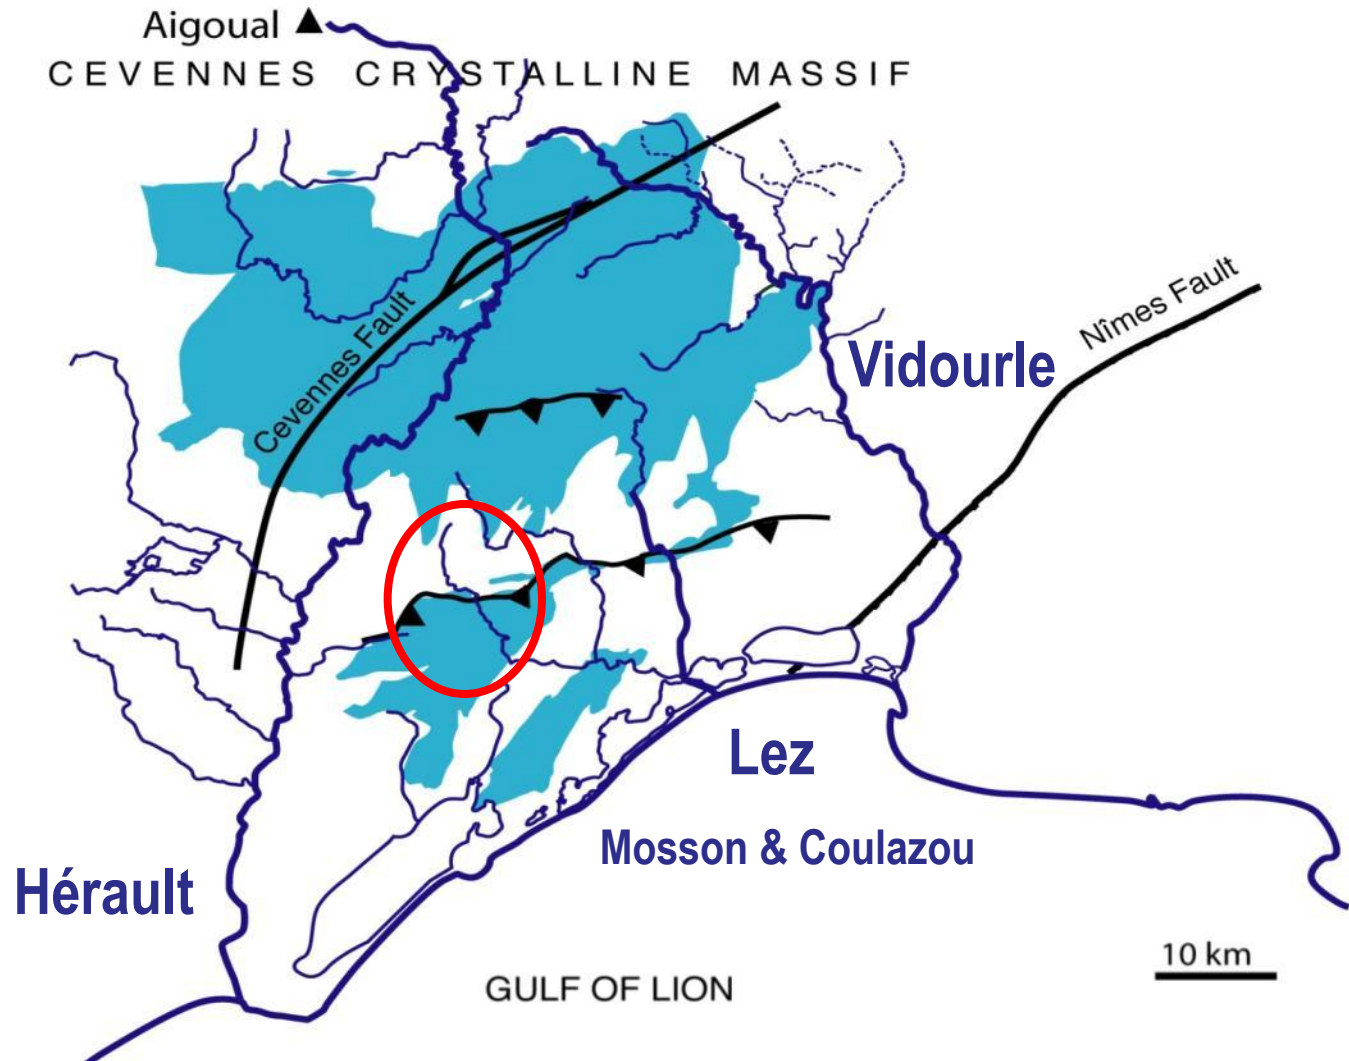 Aigoual
CEVENNES CRYSTALLINE MASSIF
Cevennes Fault
Nîmes Fault
Vidourle
Lez
Mosson & Coulazou
Hérault
10 km
GULF OF LION